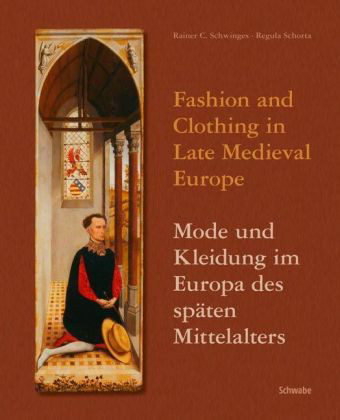 Rainer C. Schwinges · Regula Schorta
Fashion and
Clothing in
Late Medieval
Europe
Mode und
Kleidung im
Europa des
späten
Mittelalters
Schwabe